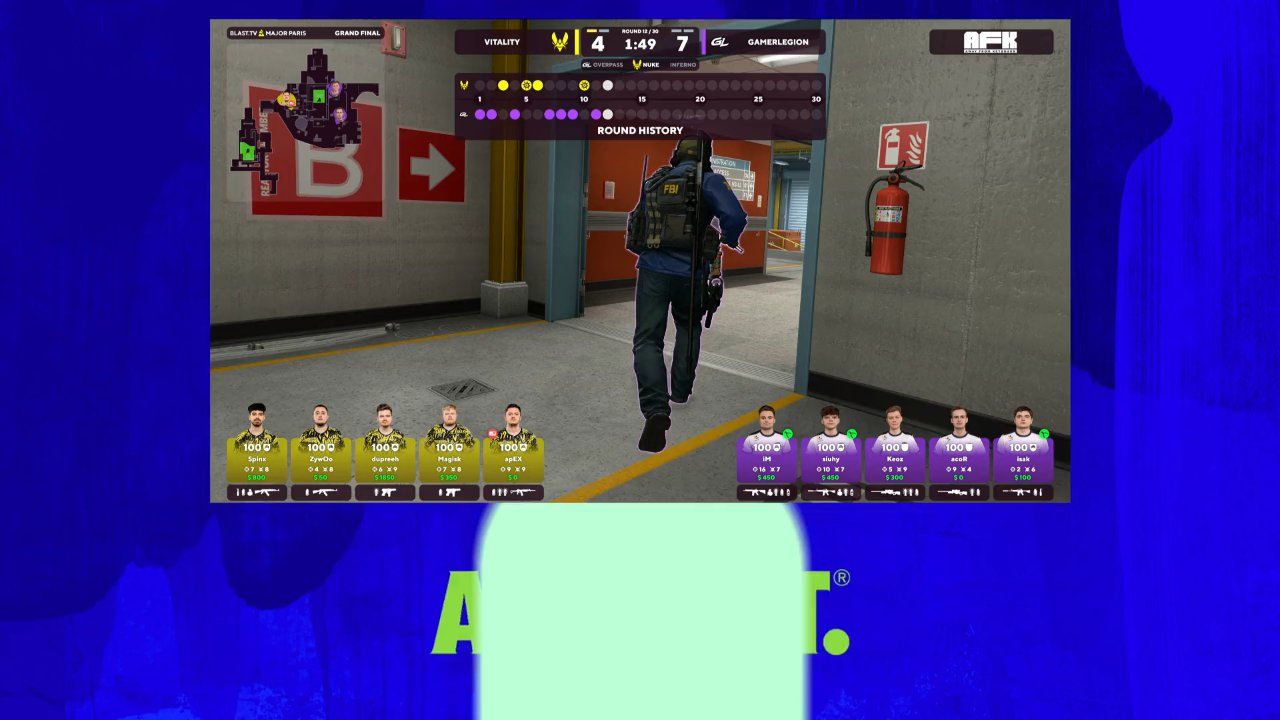 BLAST.TV MAJOR PARIS GRAND FINAL
VITALITY 4 ROUND 12 / 30 1:49 7 GL GAMERLEGION
GL OVERPASS NUKE INFERNO
1 5 10 15 20 25 30
GL
ROUND HISTORY
AFK
B
FBI
100 100 100 100 100
Spinx ZywOo dupreeh Magisk apEX
7 8 4 8 6 9 7 8 9 9
$800 $50 $1850 $350 $0
100 100 100 100 100
iM siuhy Keoz acoR isak
16 7 10 7 5 9 9 4 2 6
$450 $450 $300 $0 $100
A T.®